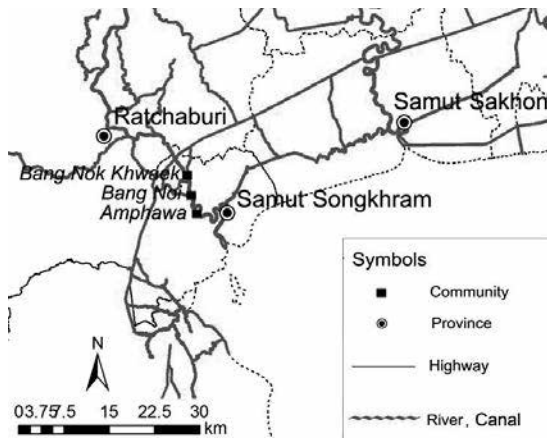 Ratchaburi
Samut Sakhon
Bang Nok Khwaek
Bang Noi
Amphawa
Samut Songkhram
Symbols
Community
Province
Highway
River, Canal
N
03.757.5 15 22.5 30
km